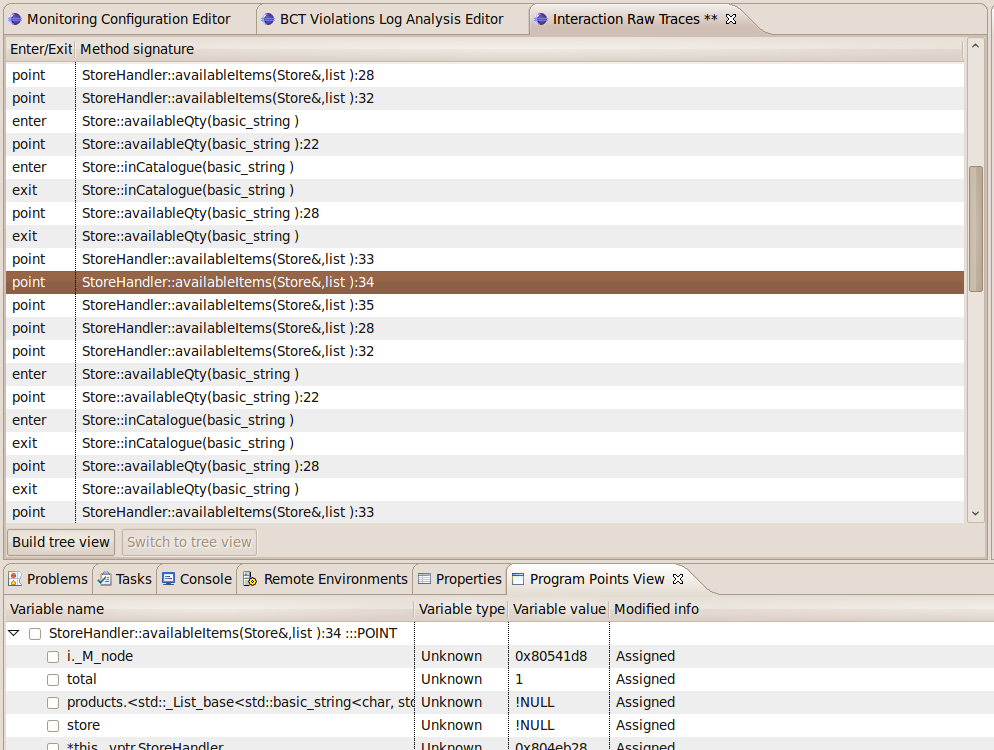 Monitoring Configuration Editor BCT Violations Log Analysis Editor Interaction Raw Traces **
Enter/Exit Method signature
point StoreHandler::availableItems(Store&,list ):28
point StoreHandler::availableItems(Store&,list ):32
enter Store::availableQty(basic_string )
point Store::availableQty(basic_string ):22
enter Store::inCatalogue(basic_string )
exit Store::inCatalogue(basic_string )
point Store::availableQty(basic_string ):28
exit Store::availableQty(basic_string )
point StoreHandler::availableItems(Store&,list ):33
point StoreHandler::availableItems(Store&,list ):34
point StoreHandler::availableItems(Store&,list ):35
point StoreHandler::availableItems(Store&,list ):28
point StoreHandler::availableItems(Store&,list ):32
enter Store::availableQty(basic_string )
point Store::availableQty(basic_string ):22
enter Store::inCatalogue(basic_string )
exit Store::inCatalogue(basic_string )
point Store::availableQty(basic_string ):28
exit Store::availableQty(basic_string )
point StoreHandler::availableItems(Store&,list ):33
Build tree view Switch to tree view
Problems Tasks Console Remote Environments Properties Program Points View
Variable name Variable type Variable value Modified info
StoreHandler::availableItems(Store&,list ):34 :::POINT
i._M_node Unknown 0x80541d8 Assigned
total Unknown 1 Assigned
products.<std::_List_base<std::basic_string<char, std Unknown !NULL Assigned
store Unknown !NULL Assigned
*this._vptr.StoreHandler Unknown 0x804eb28 Assigned